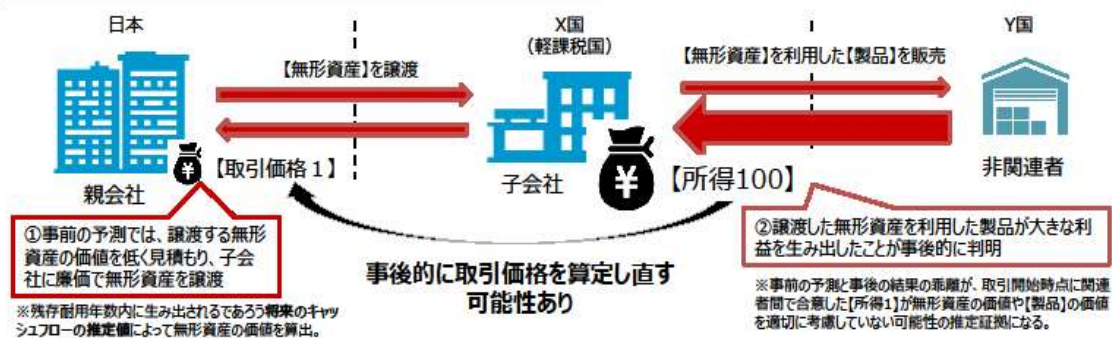 日本
X国
(軽課税国)
Y国
【無形資産】を譲渡
【無形資産】を利用した【製品】を販売
¥
【取引価格1】
親会社
子会社
¥
【所得100】
非関連者
①事前の予測では、譲渡する無形
資産の価値を低く見積もり、子会
社に廉価で無形資産を譲渡
②譲渡した無形資産を利用した製品が大きな利
益を生み出したことが事後的に判明
事後的に取引価格を算定し直す
可能性あり
※残存耐用年数内に生み出されるであろう将来のキャッ
シュフローの推定値によって無形資産の価値を算出。
※事前の予測と事後の結果の乖離が、取引開始時点に関連
者間で合意した【所得1】が無形資産の価値や【製品】の価値
を適切に考慮していない可能性の推定証拠になる。